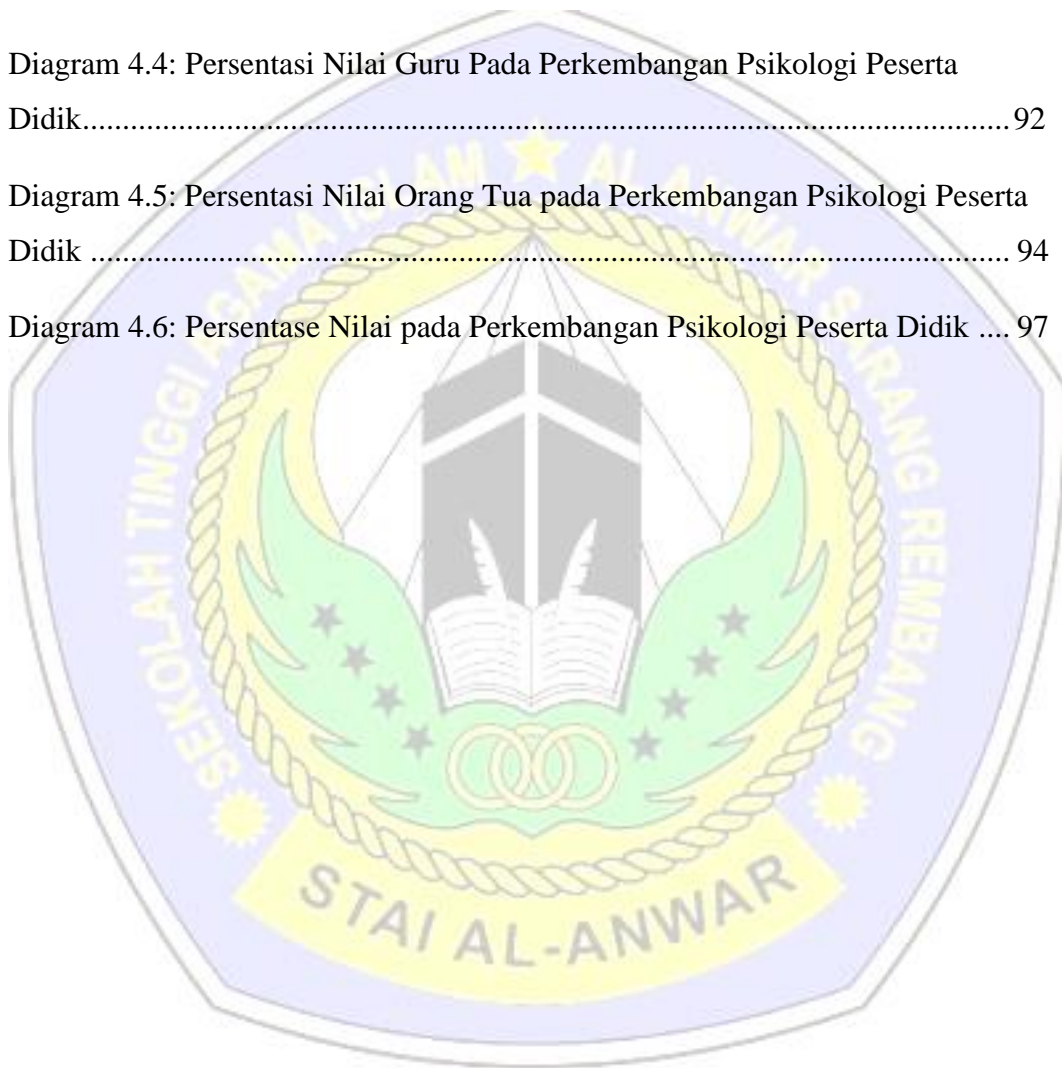 Diagram 4.4: Persentasi Nilai Guru Pada Perkembangan Psikologi Peserta
Didik......................................................................................................................92
Diagram 4.5: Persentasi Nilai Orang Tua pada Perkembangan Psikologi Peserta
Didik ..................................................................................................................... 94
Diagram 4.6: Persentase Nilai pada Perkembangan Psikologi Peserta Didik .... 97
SEKOLAH TINGGI AGAMA ISLAM AL ANWAR SARANG REMBANG
STAI AL-ANWAR